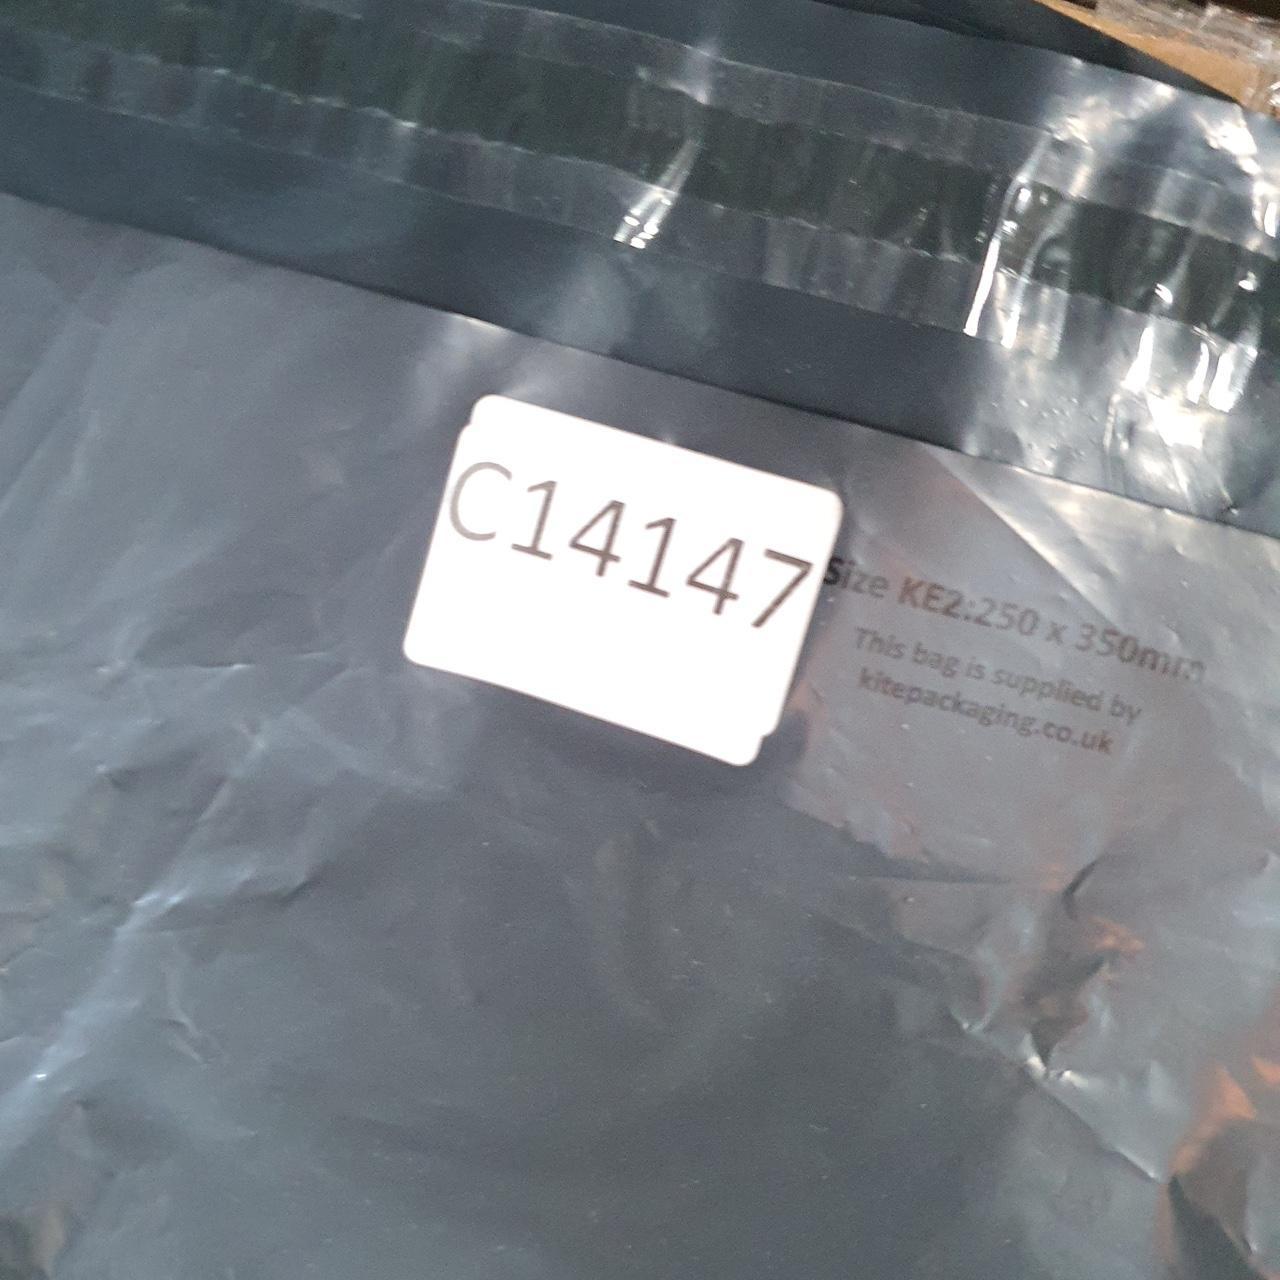 C14147
Size KE2:250 x 350mm
This bag is supplied by
kitepackaging.co.uk